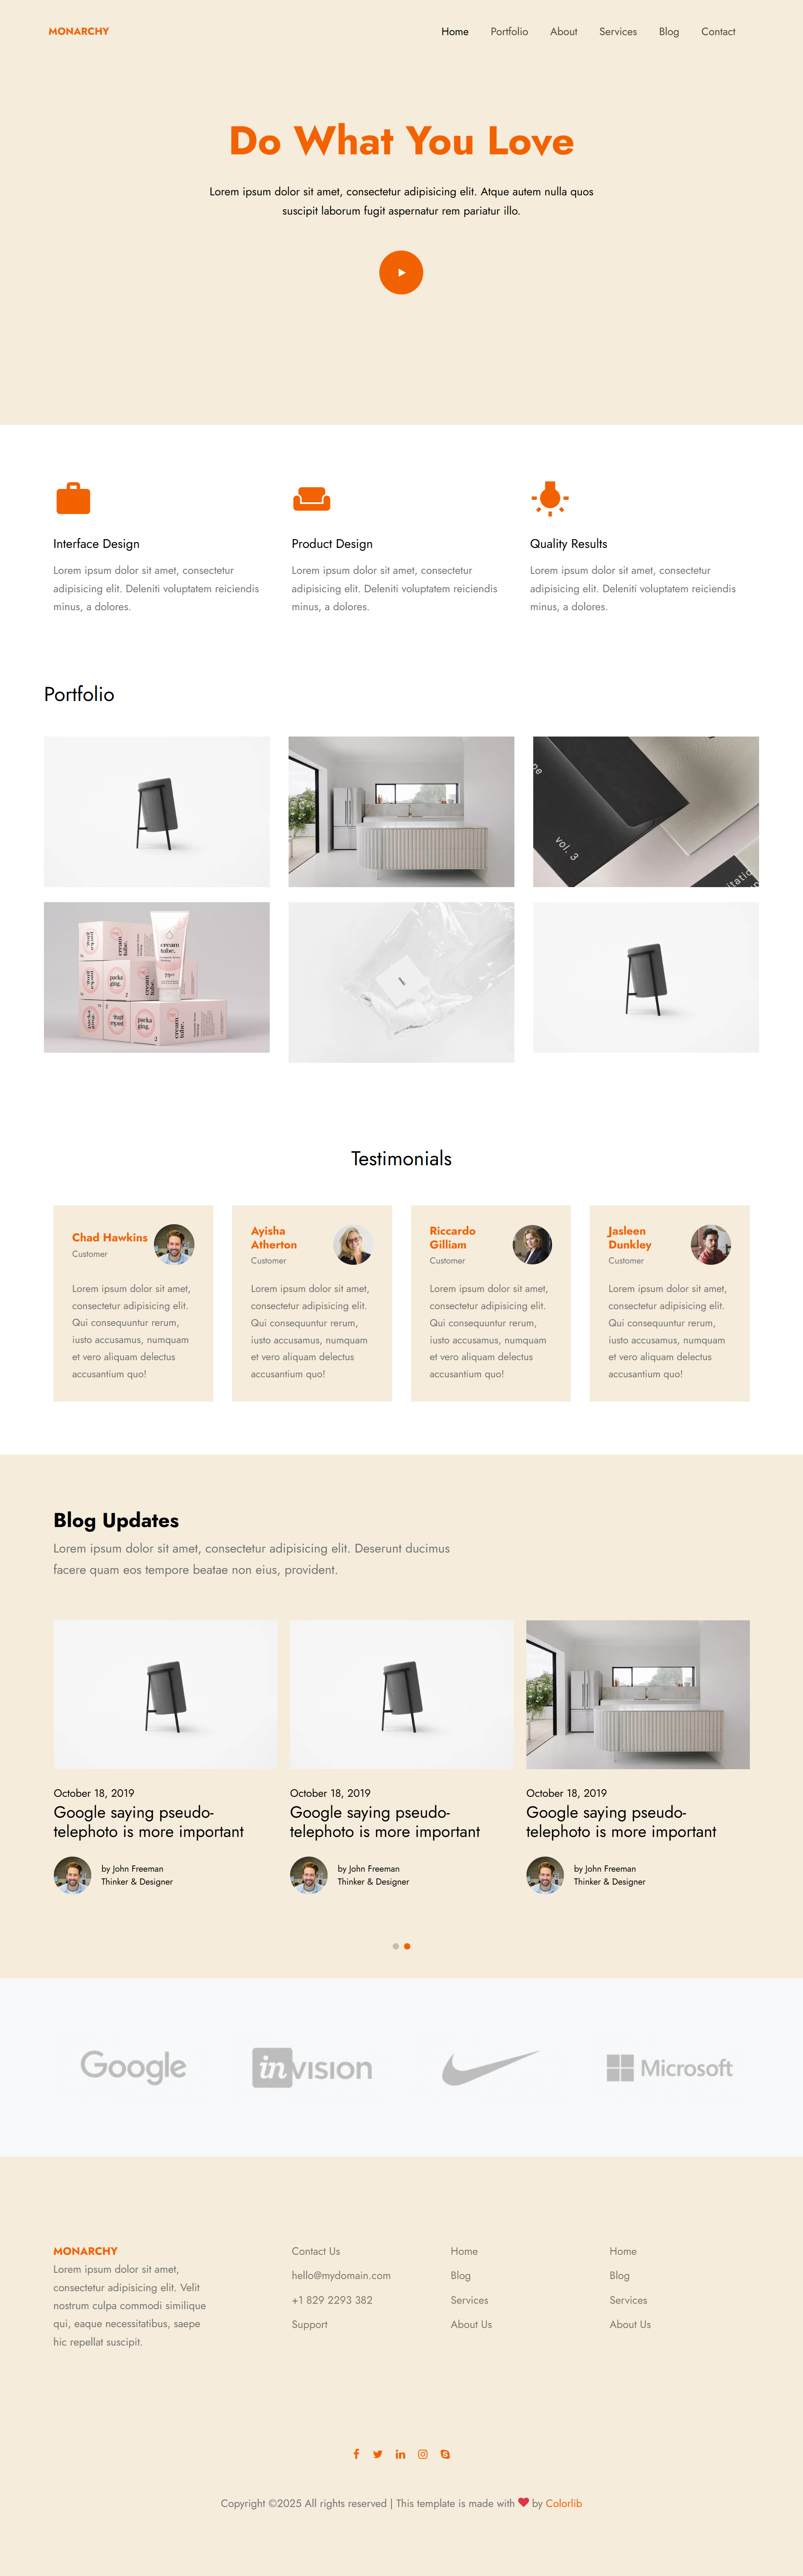 MONARCHY
Home Portfolio About Services Blog Contact
Do What You Love
Lorem ipsum dolor sit amet, consectetur adipisicing elit. Atque autem nulla quos
suscipit laborum fugit aspernatur rem pariatur illo.
Interface Design
Lorem ipsum dolor sit amet, consectetur
adipisicing elit. Deleniti voluptatem reiciendis
minus, a dolores.
Product Design
Lorem ipsum dolor sit amet, consectetur
adipisicing elit. Deleniti voluptatem reiciendis
minus, a dolores.
Quality Results
Lorem ipsum dolor sit amet, consectetur
adipisicing elit. Deleniti voluptatem reiciendis
minus, a dolores.
Portfolio
vol. 3
cream
tube.
packa
ging.
Testimonials
Chad Hawkins
Customer
Lorem ipsum dolor sit amet,
consectetur adipisicing elit.
Qui consequuntur rerum,
iusto accusamus, numquam
et vero aliquam delectus
accusantium quo!
Ayisha
Atherton
Customer
Lorem ipsum dolor sit amet,
consectetur adipisicing elit.
Qui consequuntur rerum,
iusto accusamus, numquam
et vero aliquam delectus
accusantium quo!
Riccardo
Gilliam
Customer
Lorem ipsum dolor sit amet,
consectetur adipisicing elit.
Qui consequuntur rerum,
iusto accusamus, numquam
et vero aliquam delectus
accusantium quo!
Jasleen
Dunkley
Customer
Lorem ipsum dolor sit amet,
consectetur adipisicing elit.
Qui consequuntur rerum,
iusto accusamus, numquam
et vero aliquam delectus
accusantium quo!
Blog Updates
Lorem ipsum dolor sit amet, consectetur adipisicing elit. Deserunt ducimus
facere quam eos tempore beatae non eius, provident.
October 18, 2019
Google saying pseudo-
telephoto is more important
by John Freeman
Thinker & Designer
October 18, 2019
Google saying pseudo-
telephoto is more important
by John Freeman
Thinker & Designer
October 18, 2019
Google saying pseudo-
telephoto is more important
by John Freeman
Thinker & Designer
Google
invision
Microsoft
MONARCHY
Lorem ipsum dolor sit amet,
consectetur adipisicing elit. Velit
nostrum culpa commodi similique
qui, eaque necessitatibus, saepe
hic repellat suscipit.
Contact Us
hello@mydomain.com
+1 829 2293 382
Support
Home
Blog
Services
About Us
Home
Blog
Services
About Us
Copyright ©2025 All rights reserved | This template is made with ❤ by Colorlib